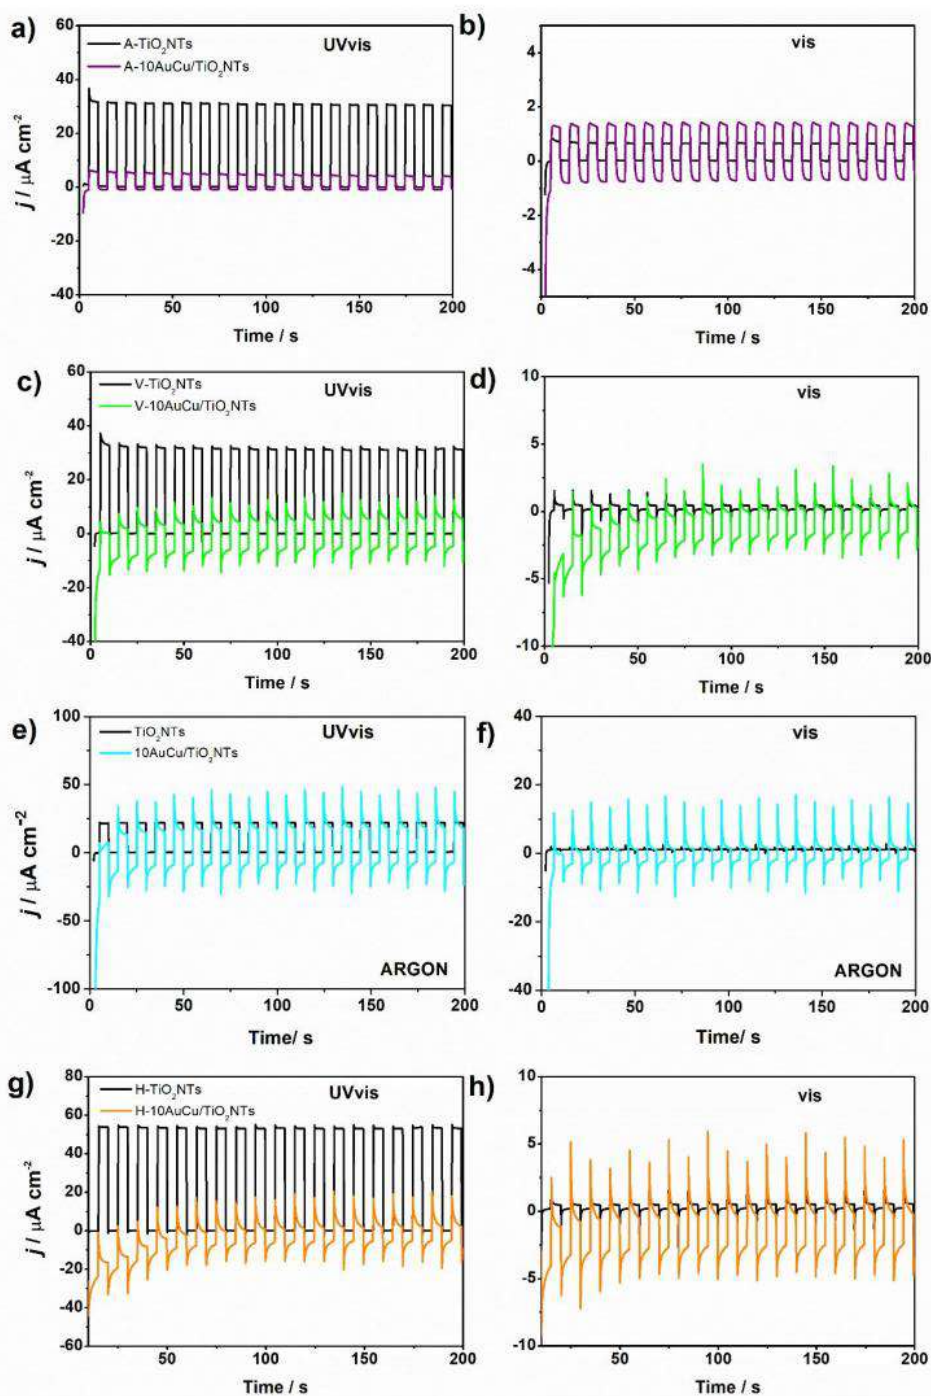 a)
60
40
20
0
-20
-40
j / μA cm⁻²
A-TiO₂NTs
A-10AuCu/TiO₂NTs
UVvis
0 50 100 150 200
Time / s
b)
vis
4
2
0
2
-4
0 50 100 150 200
Time / s
c)
60
40
20
0
-20
-40
j / μA cm⁻²
V-TiO₂NTs
V-10AuCu/TiO₂NTs
UVvis
0 50 100 150 200
Time / s
d)
vis
10
5
0
-5
-10
0 50 100 150 200
Time / s
e)
100
50
0
-50
-100
j / μA cm⁻²
TiO₂NTs
10AuCu/TiO₂NTs
UVvis
ARGON
0 50 100 150 200
Time/ s
f)
vis
40
20
0
-20
-40
ARGON
0 50 100 150 200
Time/ s
g)
80
60
40
20
0
-20
-40
-60
j / μA cm⁻²
H-TiO₂NTs
H-10AuCu/TiO₂NTs
UVvis
50 100 150 200
Time / s
h)
vis
10
5
0
-5
-10
50 100 150 200
Time / s